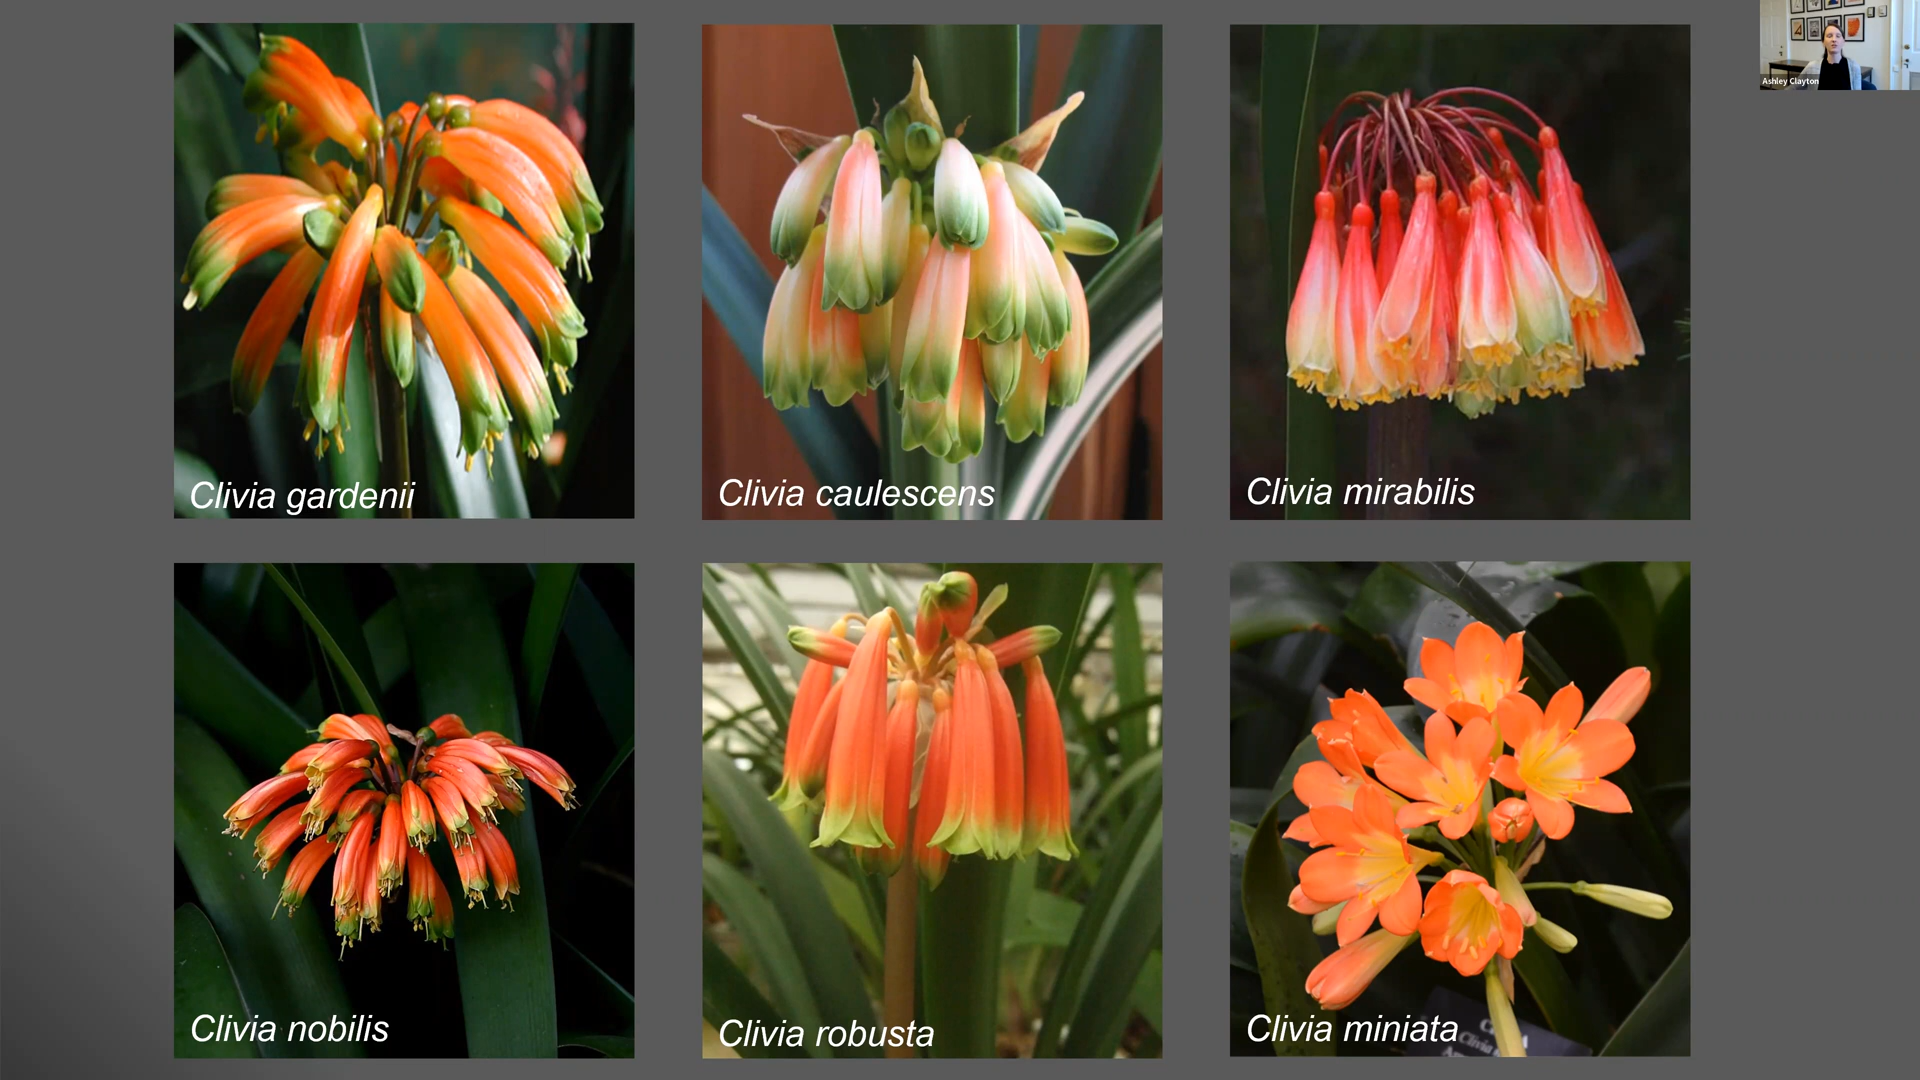 Ashley Clayton
Clivia gardenii
Clivia caulescens
Clivia mirabilis
Clivia nobilis
Clivia robusta
Clivia miniata